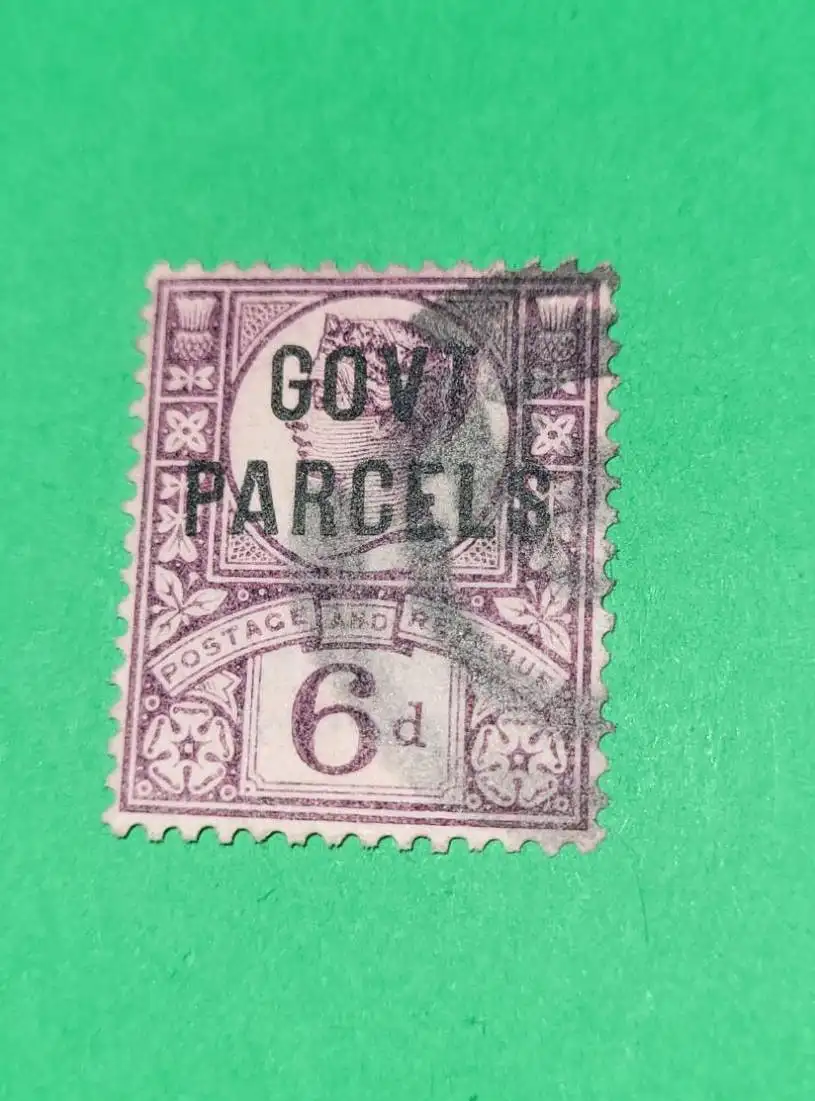 GOVT
PARCELS
POSTAGE AND REVENUE
6d